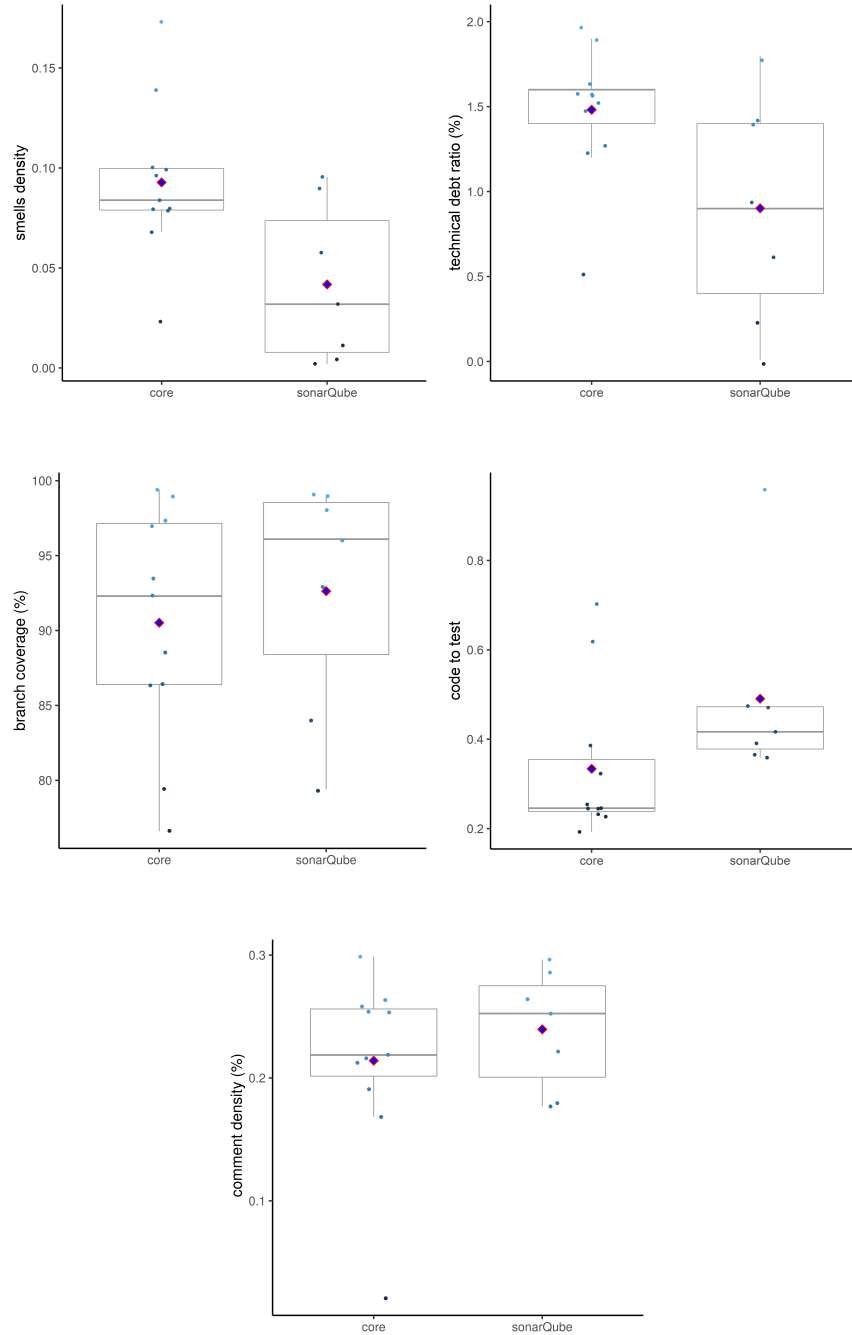 smells density
0.15
0.10
0.05
0.00
core
sonarQube
technical debt ratio (%)
2.0
1.5
1.0
0.5
0.0
core
sonarQube
branch coverage (%)
100
95
90
85
80
core
sonarQube
code to test
0.8
0.6
0.4
0.2
core
sonarQube
comment density (%)
0.3
0.2
0.1
core
sonarQube